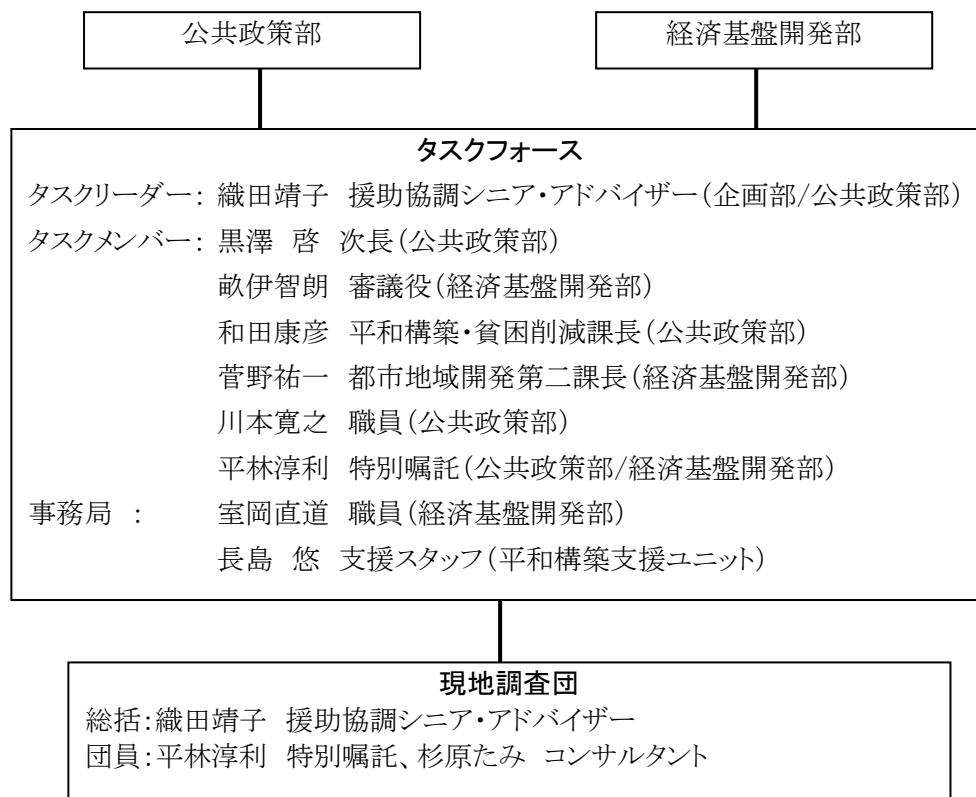 公共政策部 経済基盤開発部
タスクフォース
タスクリーダー： 織田靖子 援助協調シニア・アドバイザー(企画部/公共政策部)
タスクメンバー： 黒澤 啓 次長(公共政策部)
畝伊智朗 審議役(経済基盤開発部)
和田康彦 平和構築・貧困削減課長(公共政策部)
菅野祐一 都市地域開発第二課長(経済基盤開発部)
川本寛之 職員(公共政策部)
平林淳利 特別嘱託(公共政策部/経済基盤開発部)
事務局 ： 室岡直道 職員(経済基盤開発部)
長島 悠 支援スタッフ(平和構築支援ユニット)
現地調査団
総括：織田靖子 援助協調シニア・アドバイザー
団員：平林淳利 特別嘱託、杉原たみ コンサルタント